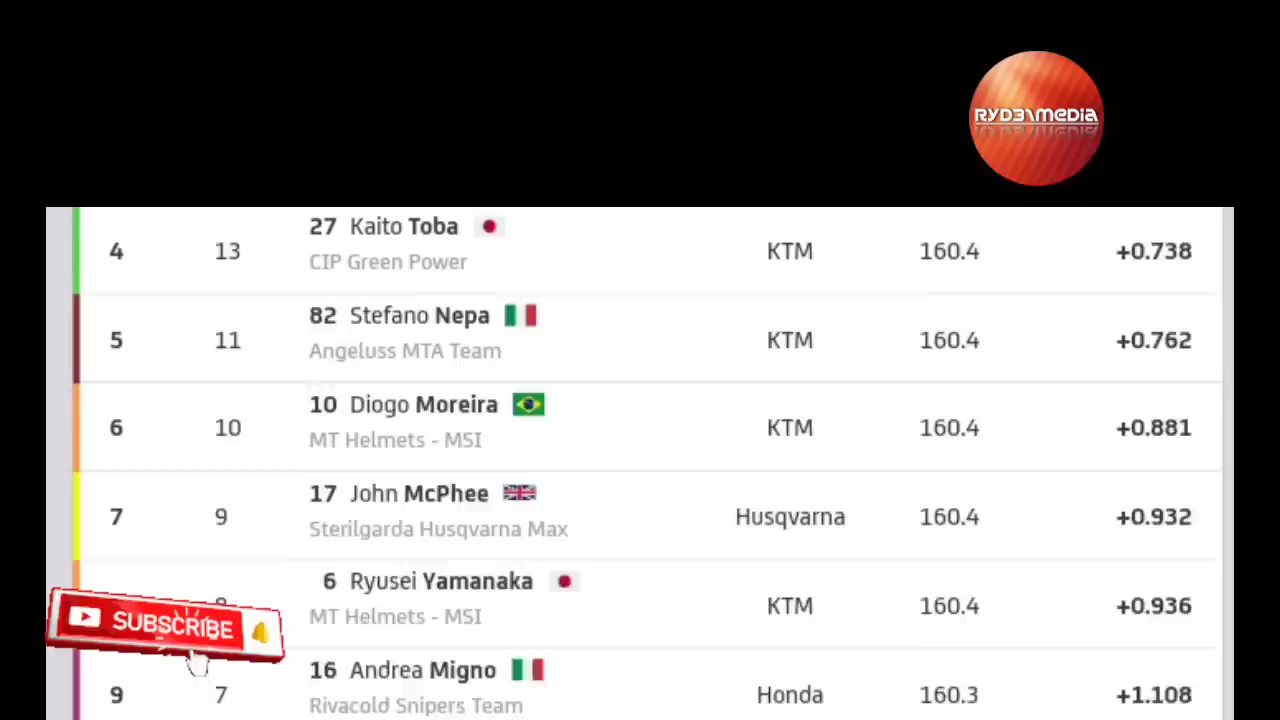 RYD3\MEDIA
4 13 27 Kaito Toba KTM 160.4 +0.738
CIP Green Power
5 11 82 Stefano Nepa KTM 160.4 +0.762
Angeluss MTA Team
6 10 10 Diogo Moreira KTM 160.4 +0.881
MT Helmets - MSI
7 9 17 John McPhee Husqvarna 160.4 +0.932
Sterilgarda Husqvarna Max
6 Ryusei Yamanaka KTM 160.4 +0.936
MT Helmets - MSI
SUBSCRIBE
9 7 16 Andrea Migno Honda 160.3 +1.108
Rivacold Snipers Team